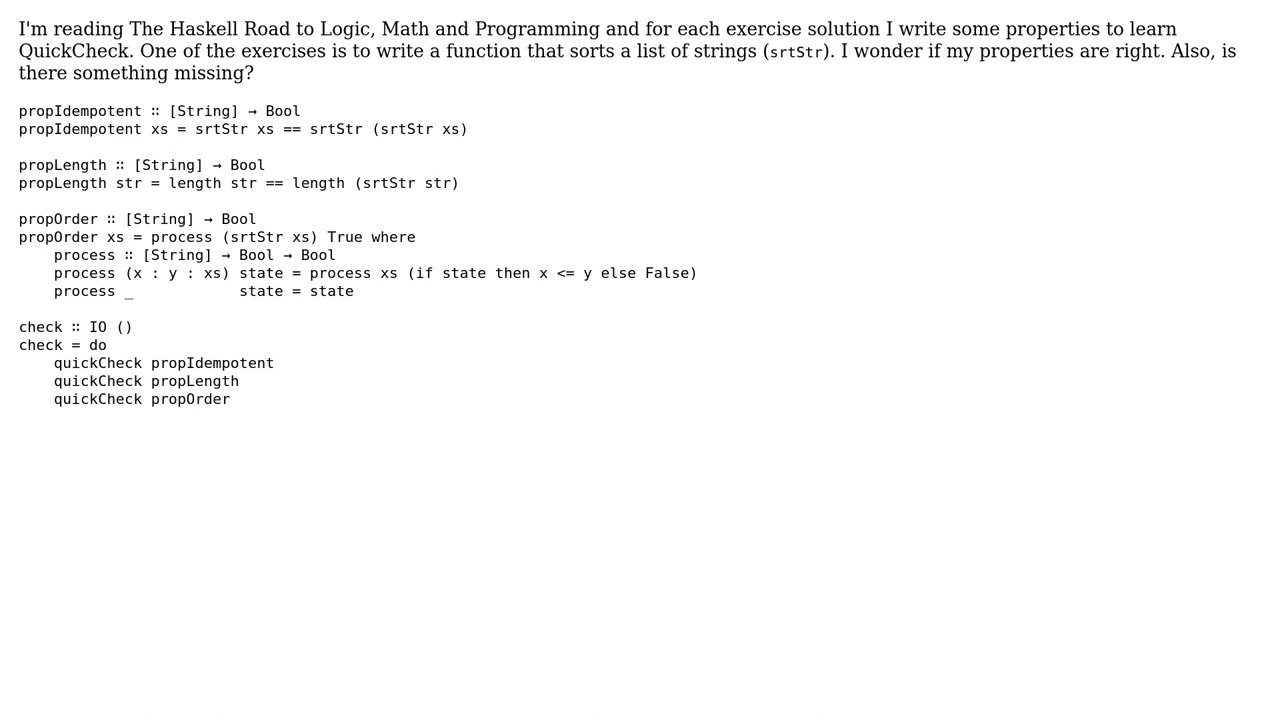 I'm reading The Haskell Road to Logic, Math and Programming and for each exercise solution I write some properties to learn
QuickCheck. One of the exercises is to write a function that sorts a list of strings (srtStr). I wonder if my properties are right. Also, is
there something missing?
propIdempotent ∷ [String] → Bool
propIdempotent xs = srtStr xs == srtStr (srtStr xs)
propLength ∷ [String] → Bool
propLength str = length str == length (srtStr str)
propOrder ∷ [String] → Bool
propOrder xs = process (srtStr xs) True where
    process ∷ [String] → Bool → Bool
    process (x : y : xs) state = process xs (if state then x <= y else False)
    process _            state = state
check ∷ IO ()
check = do
    quickCheck propIdempotent
    quickCheck propLength
    quickCheck propOrder